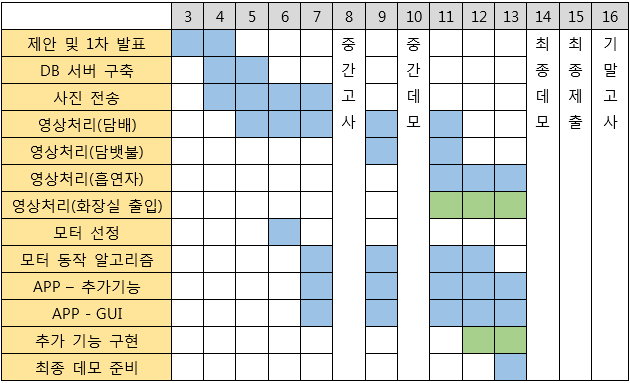 3 4 5 6 7 8 9 10 11 12 13 14 15 16
제안 및 1차 발표
DB 서버 구축
사진 전송
영상처리(담배)
영상처리(담뱃불)
영상처리(흡연자)
영상처리(화장실 출입)
모터 선정
모터 동작 알고리즘
APP – 추가기능
APP - GUI
추가 기능 구현
최종 데모 준비
중간고사
중간데모
최종데모
최종제출
기말고사